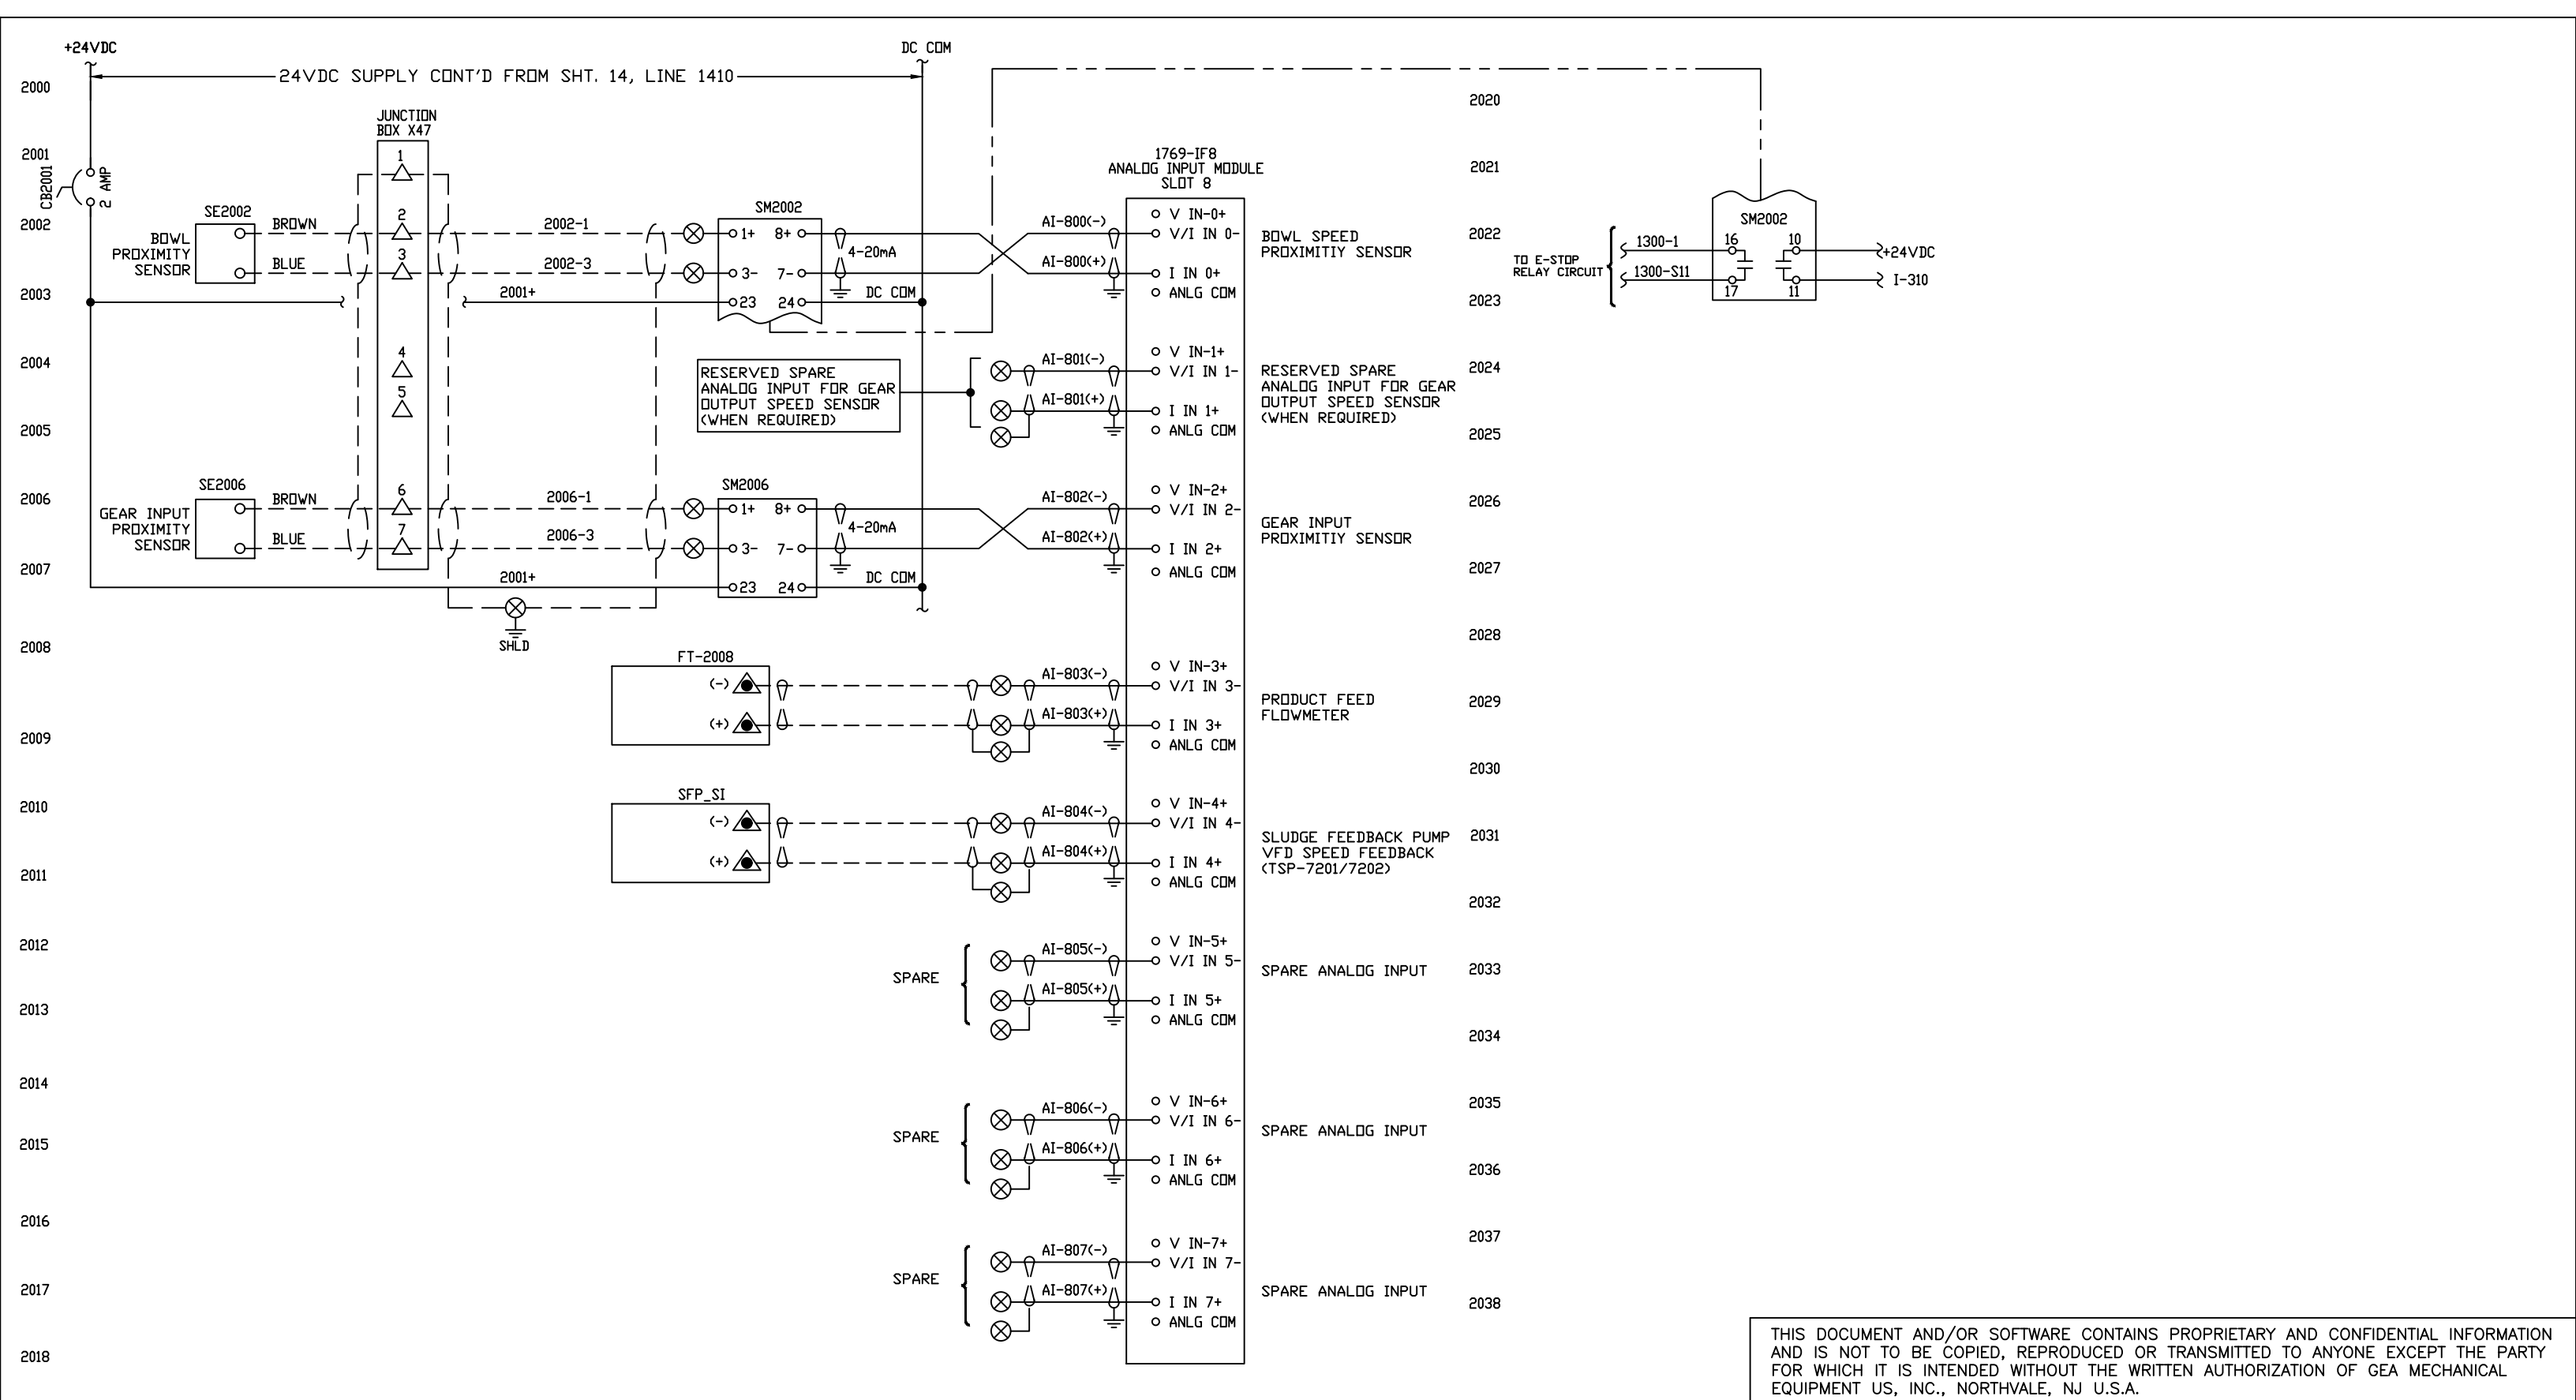 +24VDC
DC COM
24VDC SUPPLY CONT'D FROM SHT. 14, LINE 1410
2000
2001
2002
2003
2004
2005
2006
2007
2008
2009
2010
2011
2012
2013
2014
2015
2016
2017
2018
CB2001
2 AMP
JUNCTION
BOX X47
1
2
3
4
5
6
7
SE2002
BOWL
PROXIMITY
SENSOR
BROWN
BLUE
2002-1
2002-3
2001+
SM2002
1+
8+
3-
7-
23
24
4-20mA
DC COM
SE2006
GEAR INPUT
PROXIMITY
SENSOR
BROWN
BLUE
2006-1
2006-3
2001+
SM2006
1+
8+
3-
7-
23
24
4-20mA
DC COM
SHLD
RESERVED SPARE
ANALOG INPUT FOR GEAR
OUTPUT SPEED SENSOR
(WHEN REQUIRED)
FT-2008
(-)
(+)
SFP_SI
(-)
(+)
SPARE
SPARE
SPARE
1769-IF8
ANALOG INPUT MODULE
SLOT 8
AI-800(-)
AI-800(+)
V IN-0+
V/I IN 0-
I IN 0+
ANLG COM
BOWL SPEED
PROXIMITIY SENSOR
AI-801(-)
AI-801(+)
V IN-1+
V/I IN 1-
I IN 1+
ANLG COM
RESERVED SPARE
ANALOG INPUT FOR GEAR
OUTPUT SPEED SENSOR
(WHEN REQUIRED)
AI-802(-)
AI-802(+)
V IN-2+
V/I IN 2-
I IN 2+
ANLG COM
GEAR INPUT
PROXIMITIY SENSOR
AI-803(-)
AI-803(+)
V IN-3+
V/I IN 3-
I IN 3+
ANLG COM
PRODUCT FEED
FLOWMETER
AI-804(-)
AI-804(+)
V IN-4+
V/I IN 4-
I IN 4+
ANLG COM
SLUDGE FEEDBACK PUMP
VFD SPEED FEEDBACK
(TSP-7201/7202)
AI-805(-)
AI-805(+)
V IN-5+
V/I IN 5-
I IN 5+
ANLG COM
SPARE ANALOG INPUT
AI-806(-)
AI-806(+)
V IN-6+
V/I IN 6-
I IN 6+
ANLG COM
SPARE ANALOG INPUT
AI-807(-)
AI-807(+)
V IN-7+
V/I IN 7-
I IN 7+
ANLG COM
SPARE ANALOG INPUT
2020
2021
2022
2023
2024
2025
2026
2027
2028
2029
2030
2031
2032
2033
2034
2035
2036
2037
2038
TO E-STOP
RELAY CIRCUIT
1300-1
1300-S11
SM2002
16
10
17
11
+24VDC
I-310
THIS DOCUMENT AND/OR SOFTWARE CONTAINS PROPRIETARY AND CONFIDENTIAL INFORMATION
AND IS NOT TO BE COPIED, REPRODUCED OR TRANSMITTED TO ANYONE EXCEPT THE PARTY
FOR WHICH IT IS INTENDED WITHOUT THE WRITTEN AUTHORIZATION OF GEA MECHANICAL
EQUIPMENT US, INC., NORTHVALE, NJ U.S.A.